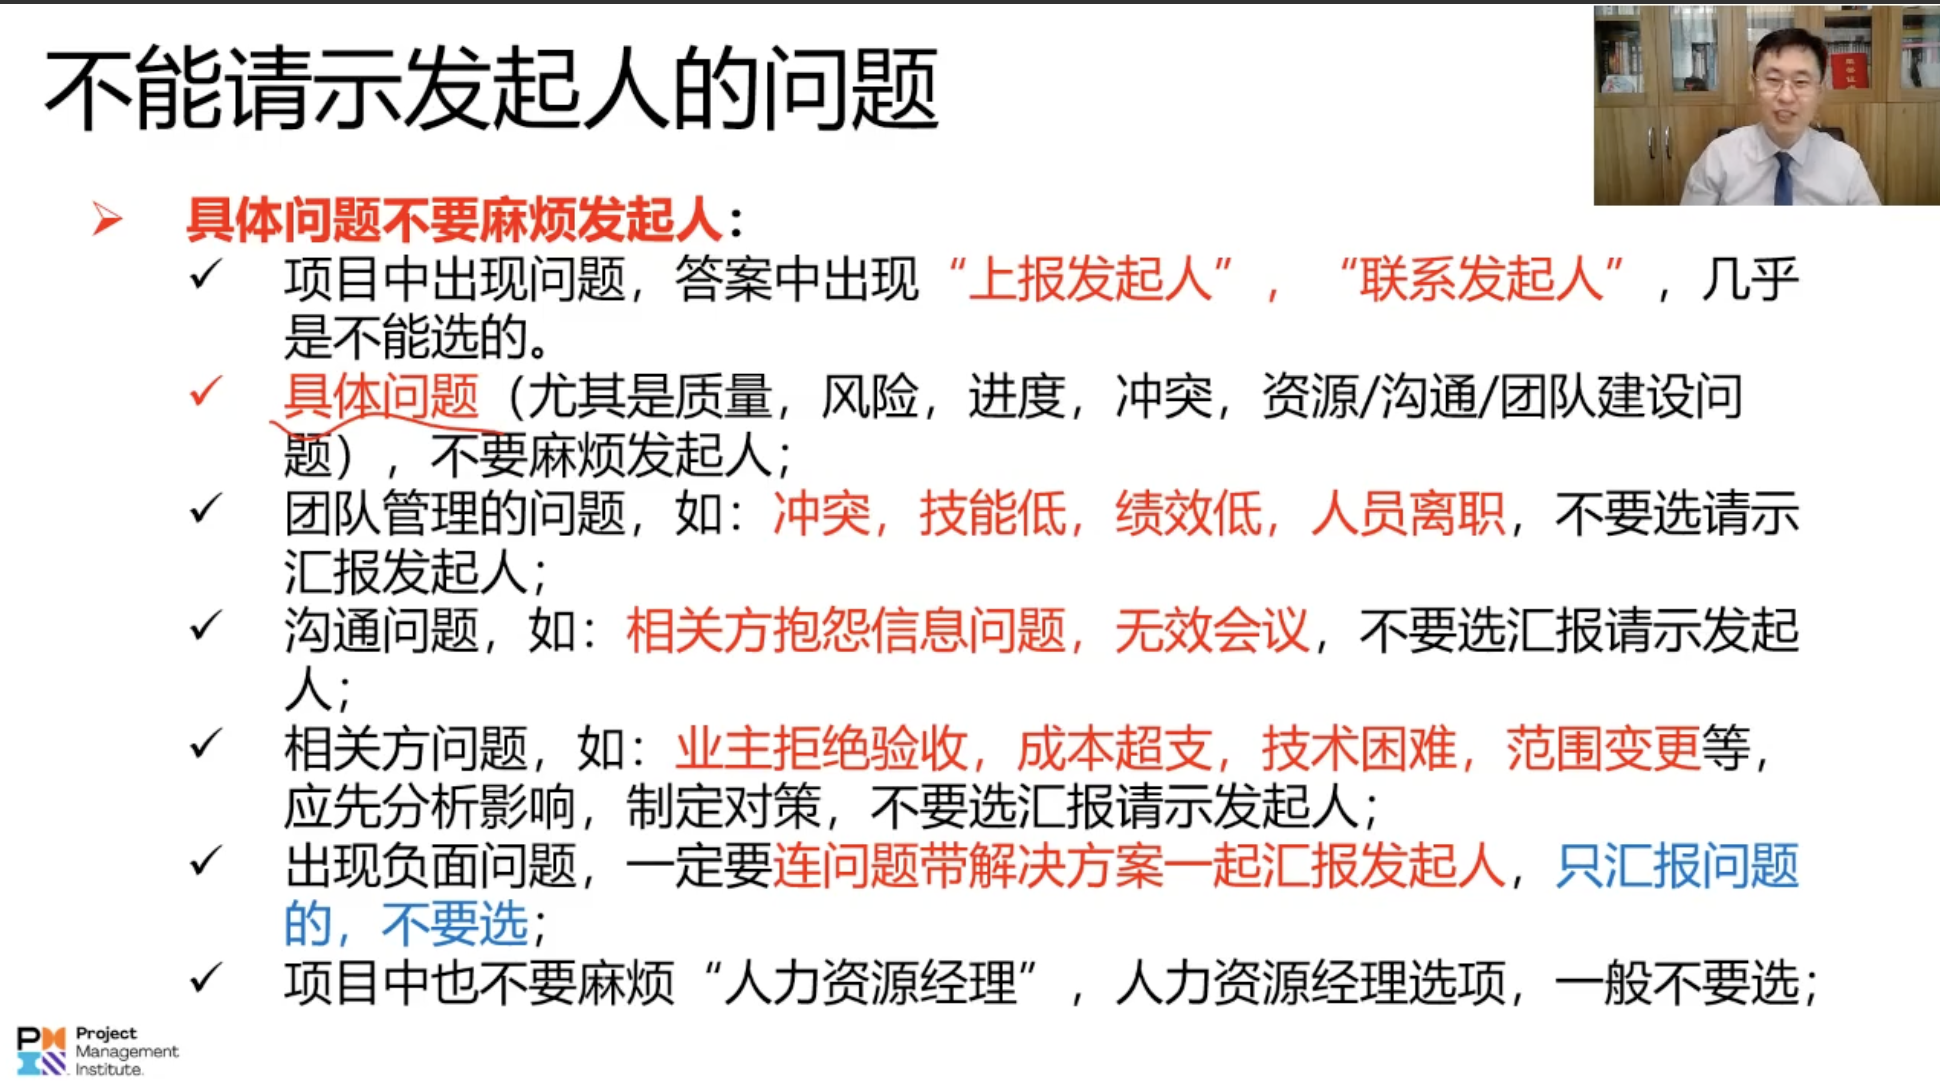 不能请示发起人的问题
具体问题不要麻烦发起人：
项目中出现问题，答案中出现“上报发起人”，“联系发起人”，几乎
是不能选的。
具体问题（尤其是质量，风险，进度，冲突，资源/沟通/团队建设问
题），不要麻烦发起人；
团队管理的问题，如：冲突，技能低，绩效低，人员离职，不要选请示
汇报发起人；
沟通问题，如：相关方抱怨信息问题，无效会议，不要选汇报请示发起
人；
相关方问题，如：业主拒绝验收，成本超支，技术困难，范围变更等，
应先分析影响，制定对策，不要选汇报请示发起人；
出现负面问题，一定要连问题带解决方案一起汇报发起人，只汇报问题
的，不要选；
项目中也不要麻烦“人力资源经理”，人力资源经理选项，一般不要选；
Project
Management
Institute.